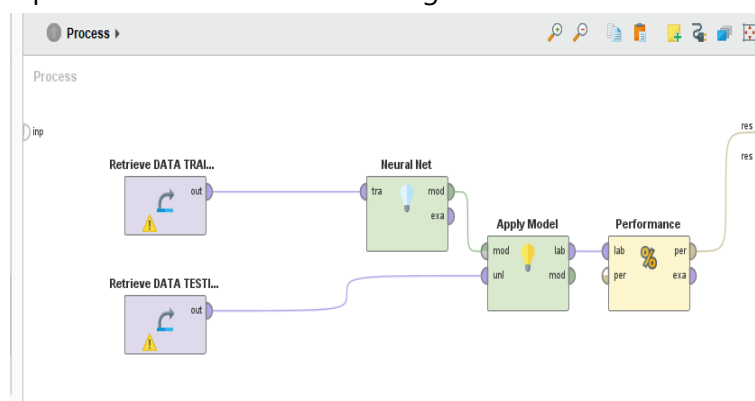 Process
Process
inp
res
res
Retrieve DATA TRAI...
out
Neural Net
tra
mod
exa
Apply Model
mod
lab
unl
mod
Performance
lab
%
per
per
exa
Retrieve DATA TESTI...
out